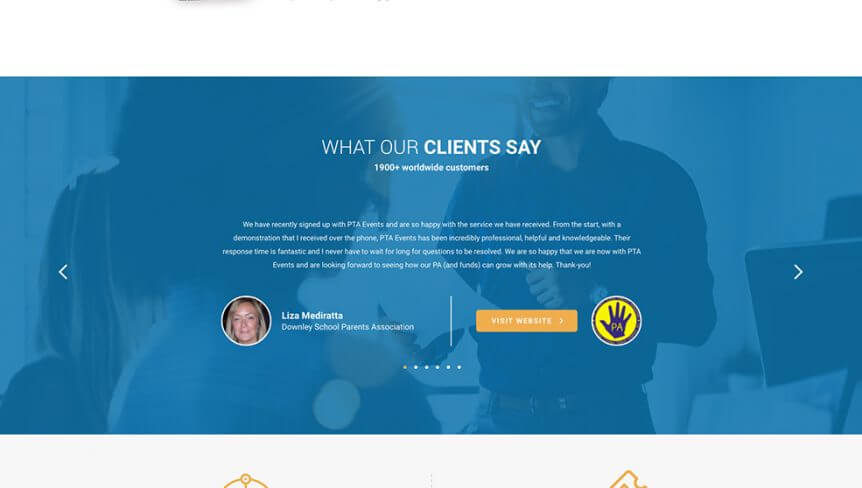 WHAT OUR CLIENTS SAY
1900+ worldwide customers
We have recently signed up with PTA Events and are so happy with the service we have received. From the start, with a
demonstration that I received over the phone, PTA Events has been incredibly professional, helpful and knowledgeable. Their
response time is fantastic and I never have to wait for long for questions to be resolved. We are so happy that we are now with PTA
Events and are looking forward to seeing how our PA (and funds) can grow with its help. Thank-you!
Liza Mediratta
Downley School Parents Association
VISIT WEBSITE
PA